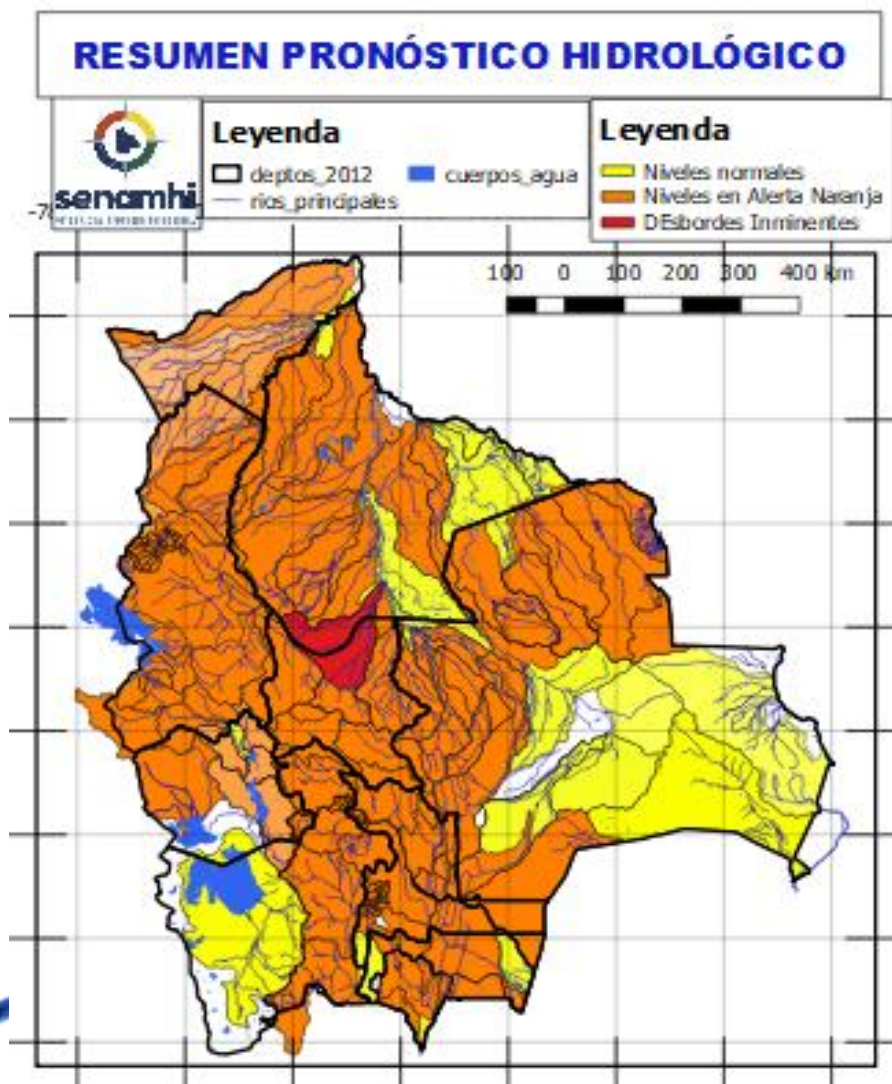 RESUMEN PRONÓSTICO HIDROLÓGICO
senamhi
Leyenda
deptos_2012
cuerpos_agua
rios_principales
Leyenda
Niveles normales
Niveles en Alerta Naranja
DEsbordes Inminentes
100 0 100 200 300 400 km